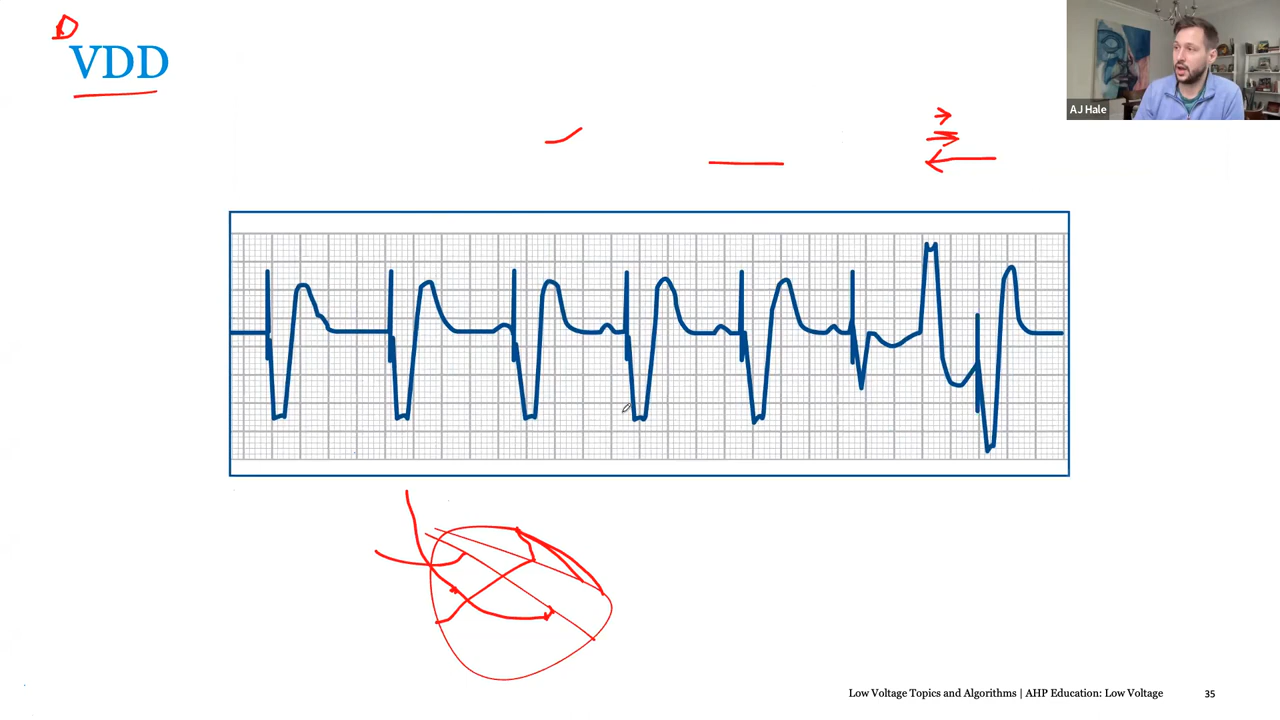 D
VDD
AJ Hale
Low Voltage Topics and Algorithms | AHP Education: Low Voltage 35